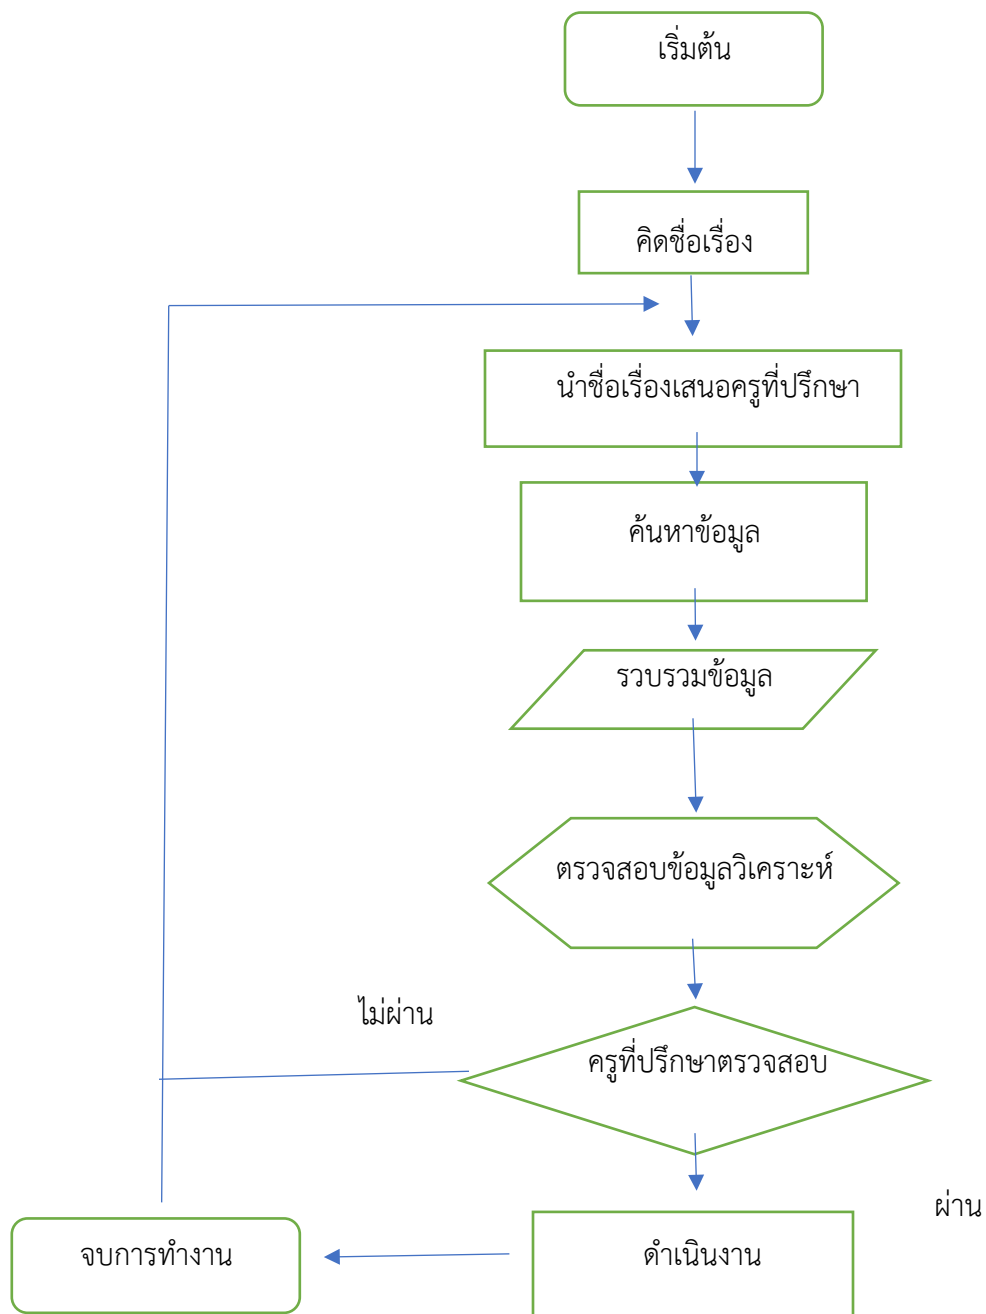 เริ่มต้น
คิดชื่อเรื่อง
นำชื่อเรื่องเสนอครูที่ปรึกษา
ค้นหาข้อมูล
รวบรวมข้อมูล
ตรวจสอบข้อมูลวิเคราะห์
ไม่ผ่าน
ครูที่ปรึกษาตรวจสอบ
ผ่าน
จบการทำงาน
ดำเนินงาน